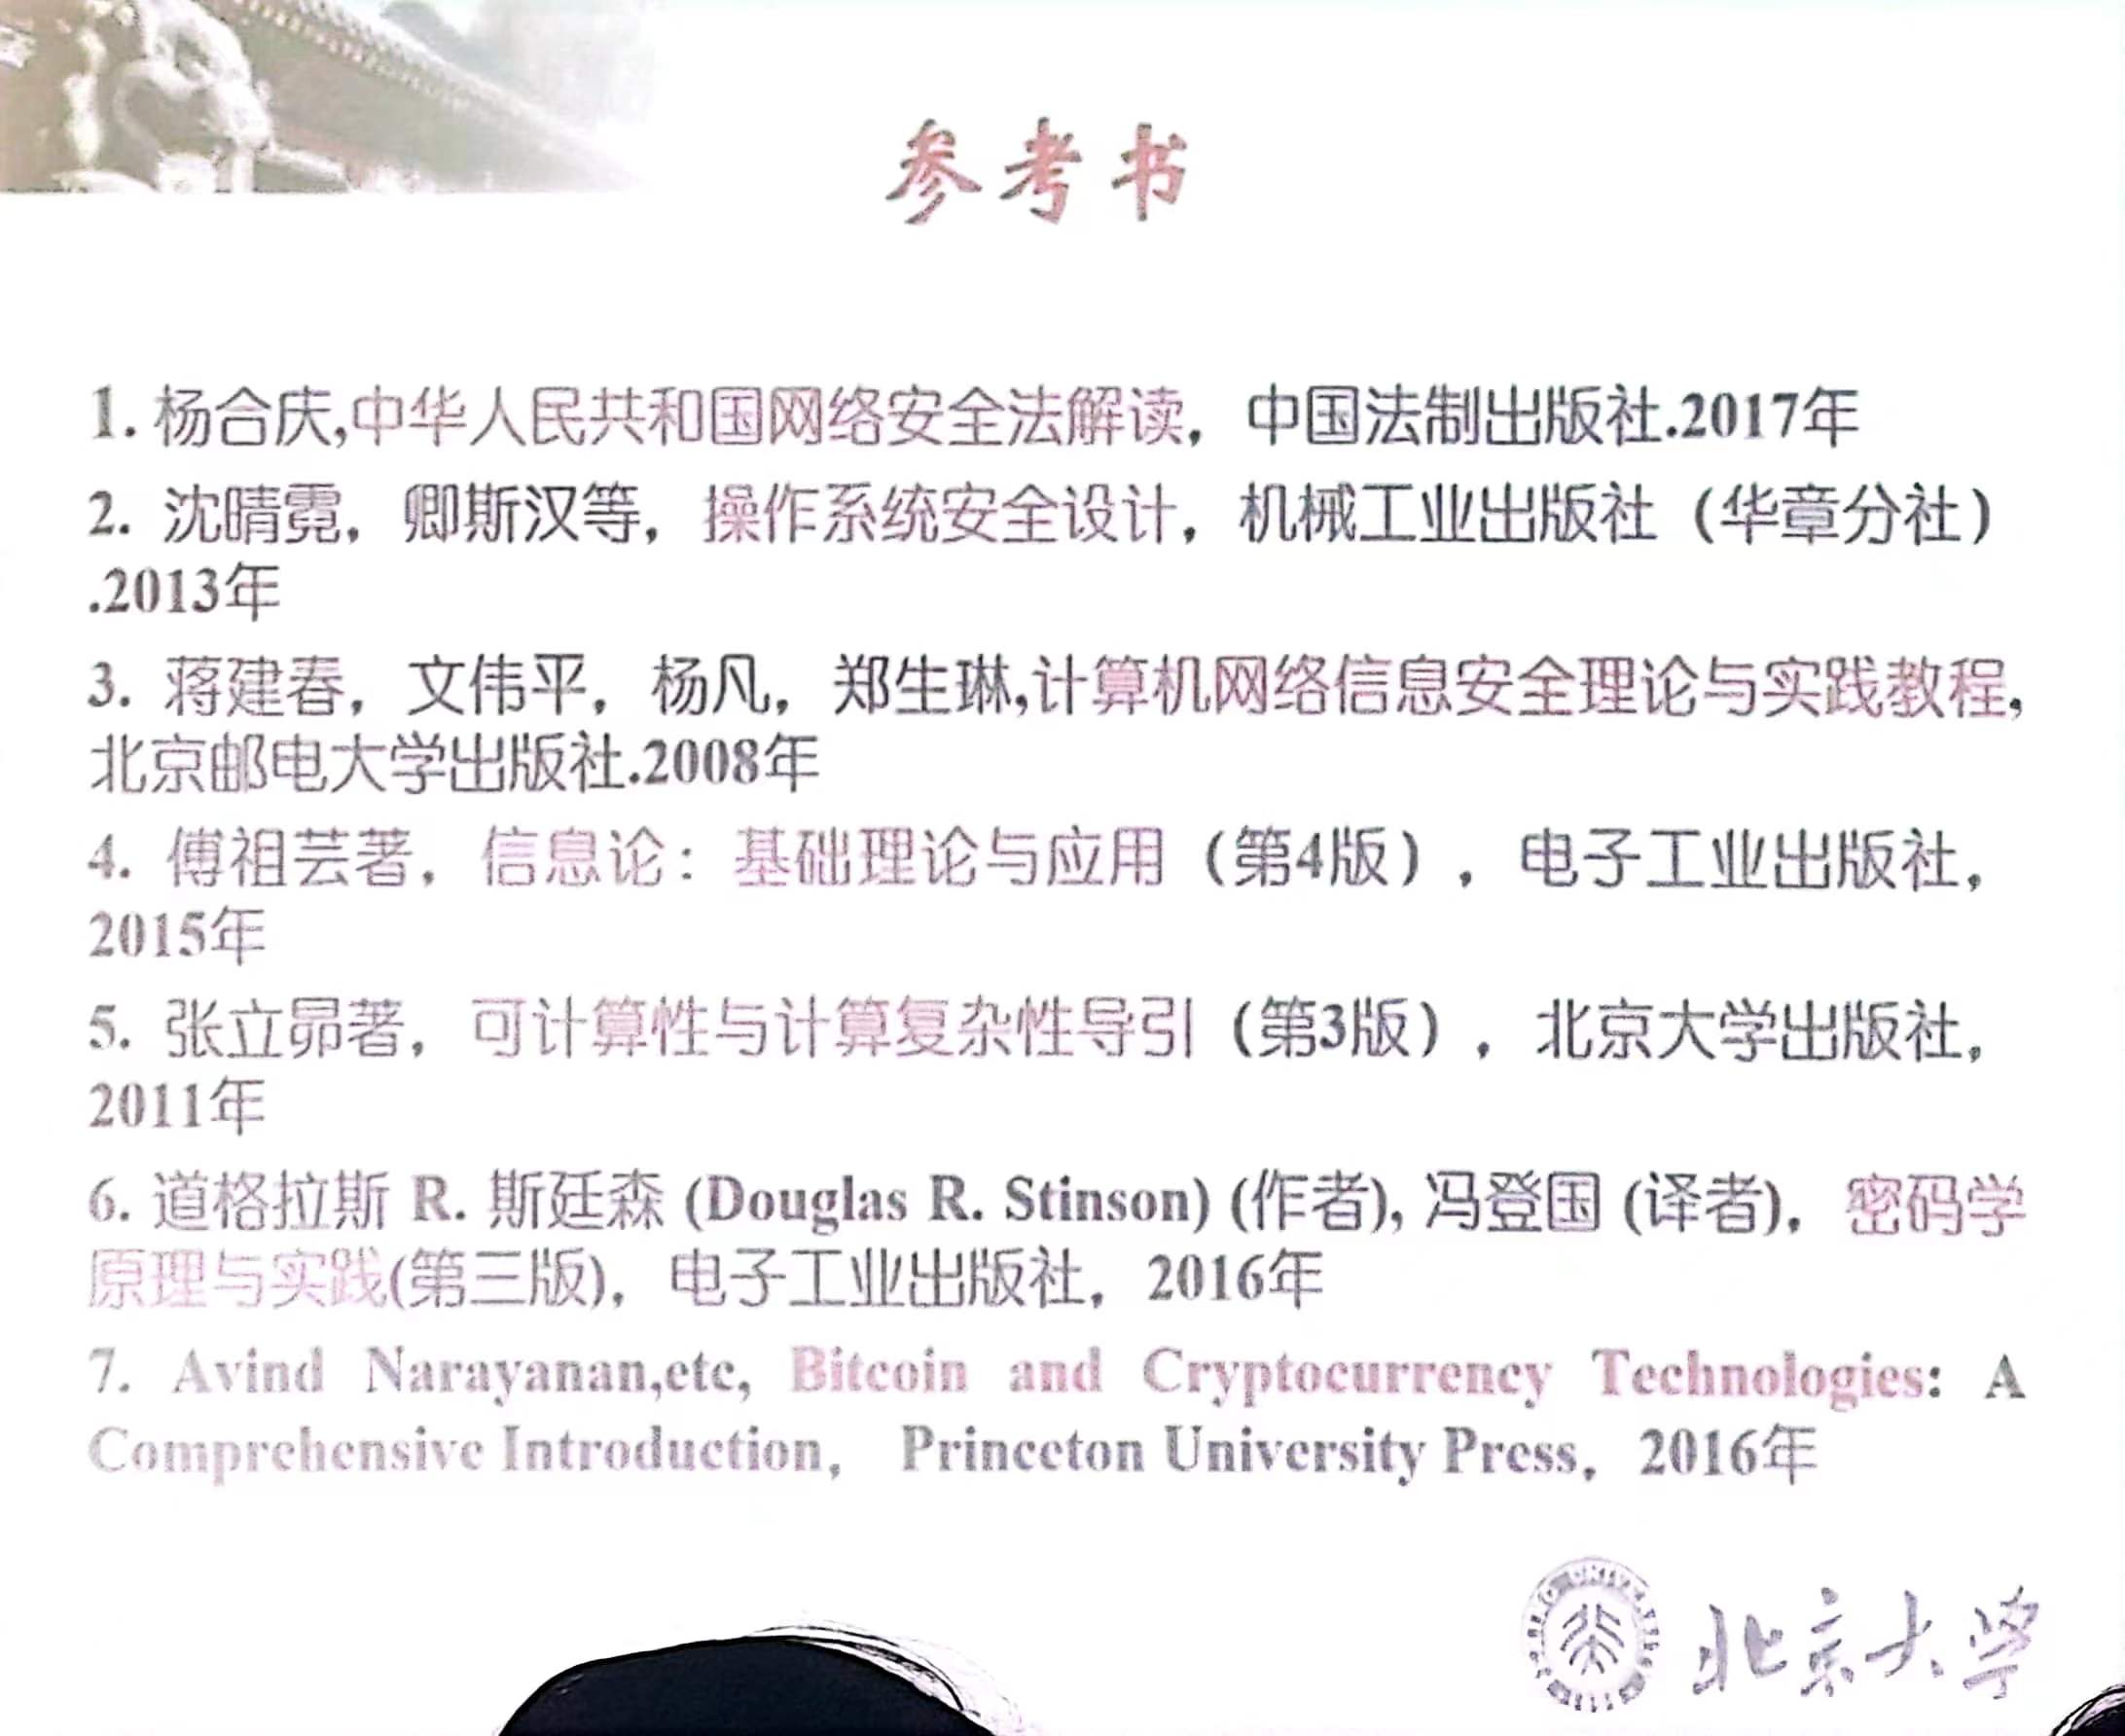 参考书
1. 杨合庆,中华人民共和国网络安全法解读，中国法制出版社.2017年
2. 沈晴霓，卿斯汉等，操作系统安全设计，机械工业出版社（华章分社）
.2013年
3. 蒋建春，文伟平，杨凡，郑生琳,计算机网络信息安全理论与实践教程，
北京邮电大学出版社.2008年
4. 傅祖芸著，信息论：基础理论与应用（第4版），电子工业出版社，
2015年
5. 张立昴著，可计算性与计算复杂性导引（第3版），北京大学出版社，
2011年
6. 道格拉斯 R. 斯廷森 (Douglas R. Stinson) (作者), 冯登国 (译者)，密码学
原理与实践(第三版)，电子工业出版社，2016年
7. Avind Narayanan,etc, Bitcoin and Cryptocurrency Technologies: A
Comprehensive Introduction， Princeton University Press，2016年
北京大学